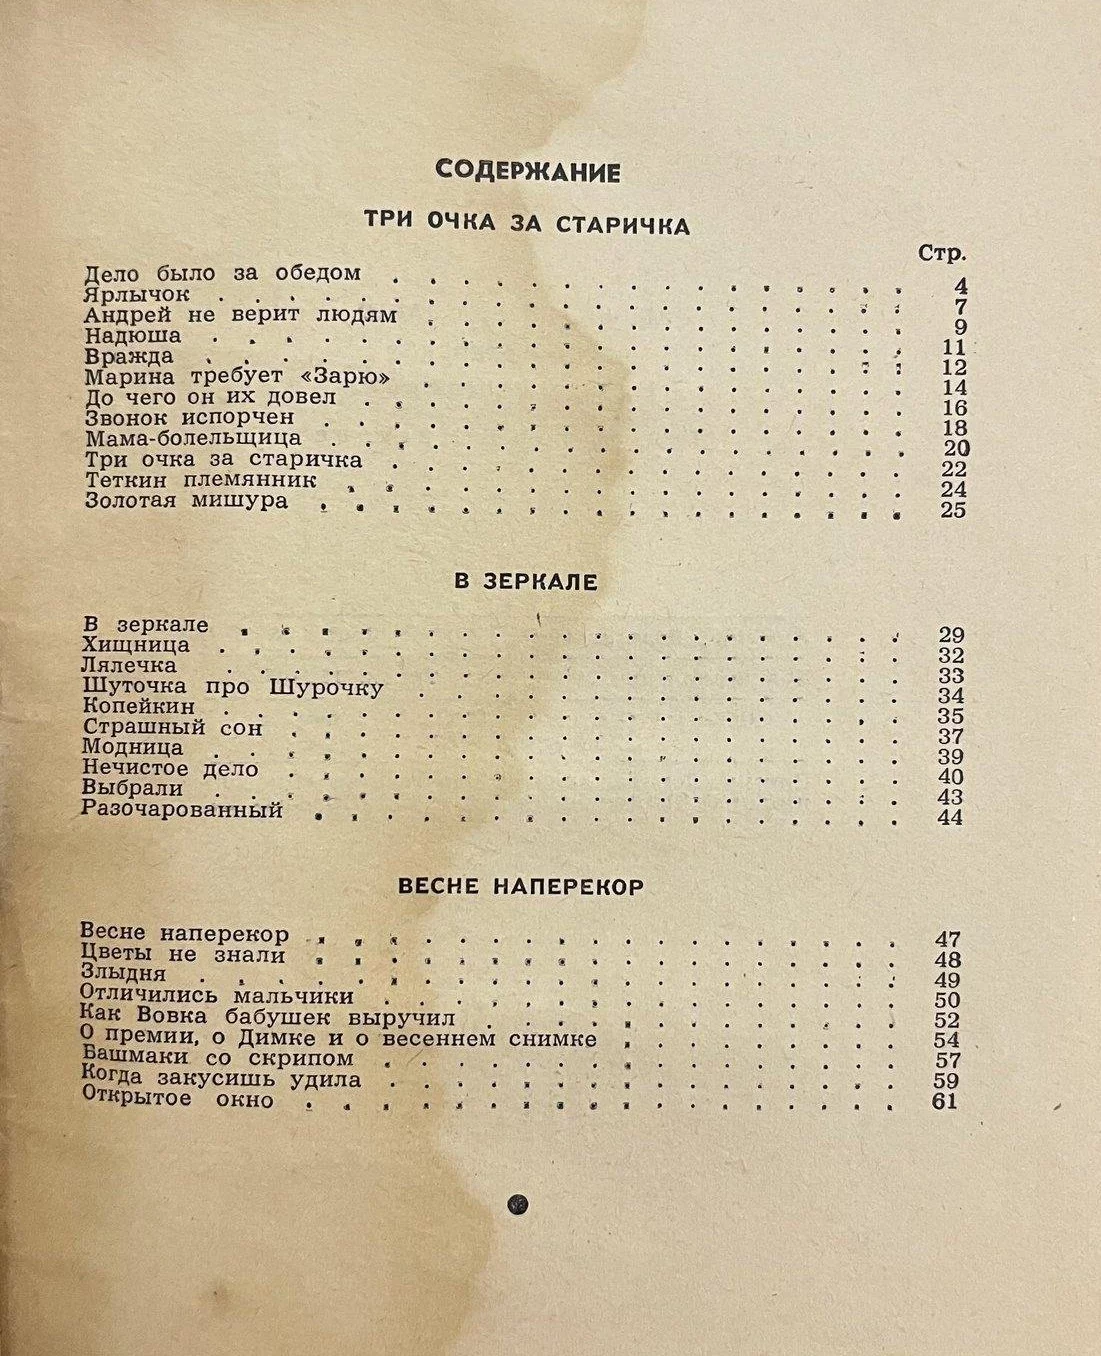 СОДЕРЖАНИЕ
ТРИ ОЧКА ЗА СТАРИЧКА
Стр.
Дело было за обедом . . . . . . . . . . . . . . . . 4
Ярлычок . . . . . . . . . . . . . . . . 7
Андрей не верит людям . . . . . . . . . . . . . . . . 9
Надюша . . . . . . . . . . . . . . . . 11
Вражда . . . . . . . . . . . . . . . . 12
Марина требует «Зарю» . . . . . . . . . . . . . . . . 14
До чего он их довел . . . . . . . . . . . . . . . . 16
Звонок испорчен . . . . . . . . . . . . . . . . 18
Мама-болельщица . . . . . . . . . . . . . . . . 20
Три очка за старичка . . . . . . . . . . . . . . . . 22
Теткин племянник . . . . . . . . . . . . . . . . 24
Золотая мишура . . . . . . . . . . . . . . . . 25
В ЗЕРКАЛЕ
В зеркале . . . . . . . . . . . . . . . . 29
Хищница . . . . . . . . . . . . . . . . 32
Лялечка . . . . . . . . . . . . . . . . 33
Шуточка про Шурочку . . . . . . . . . . . . . . . . 34
Копейкин . . . . . . . . . . . . . . . . 35
Страшный сон . . . . . . . . . . . . . . . . 37
Модница . . . . . . . . . . . . . . . . 39
Нечистое дело . . . . . . . . . . . . . . . . 40
Выбрали . . . . . . . . . . . . . . . . 43
Разочарованный . . . . . . . . . . . . . . . . 44
ВЕСНЕ НАПЕРЕКОР
Весне наперекор . . . . . . . . . . . . . . . . 47
Цветы не знали . . . . . . . . . . . . . . . . 48
Злыдня . . . . . . . . . . . . . . . . 49
Отличились мальчики . . . . . . . . . . . . . . . . 50
Как Вовка бабушек выручил . . . . . . . . . . . . . 52
О премии, о Димке и о весеннем снимке . . . . . . . . . 54
Башмаки со скрипом . . . . . . . . . . . . . . . . 57
Когда закусишь удила . . . . . . . . . . . . . . . . 59
Открытое окно . . . . . . . . . . . . . . . . 61